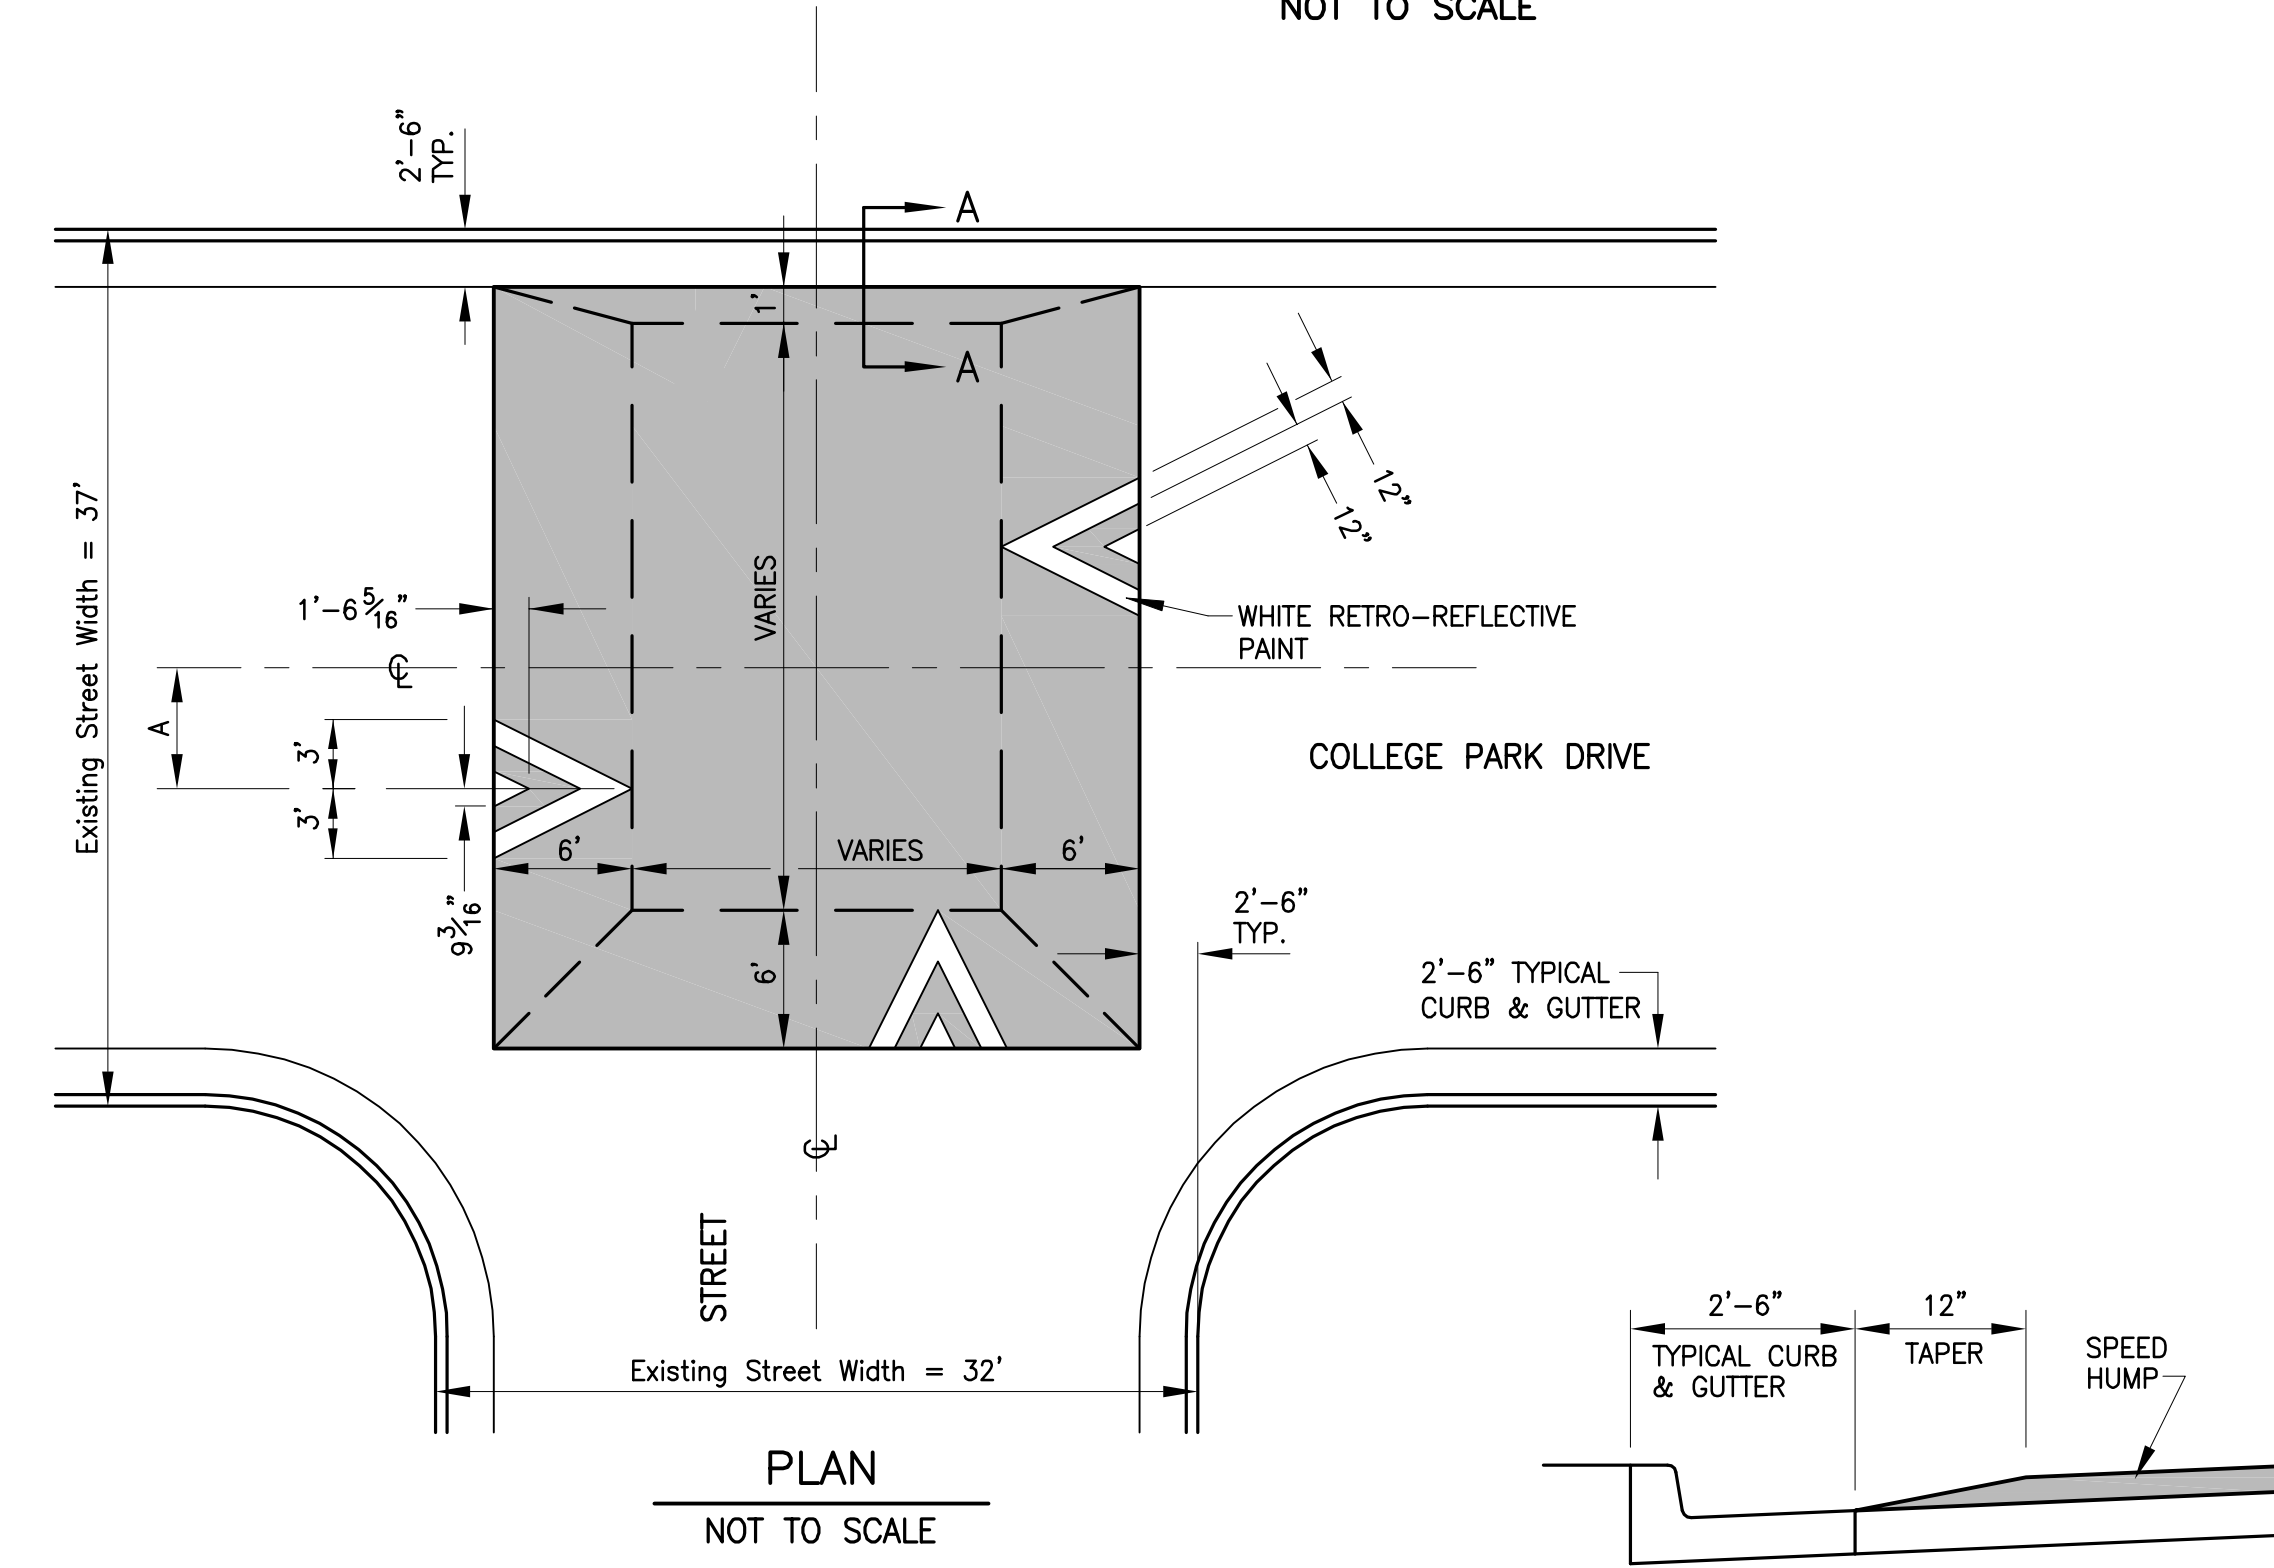 NOT TO SCALE
2'-6"
TYP.
A
1'
A
12"
12"
Existing Street Width = 37'
VARIES
1'-6 5/16"
WHITE RETRO-REFLECTIVE
PAINT
CL
A
3'
3'
COLLEGE PARK DRIVE
6'
VARIES
6'
9 3/16"
6'
2'-6"
TYP.
2'-6" TYPICAL
CURB & GUTTER
CL
STREET
Existing Street Width = 32'
2'-6"
TYPICAL CURB
& GUTTER
12"
TAPER
SPEED
HUMP
PLAN
NOT TO SCALE